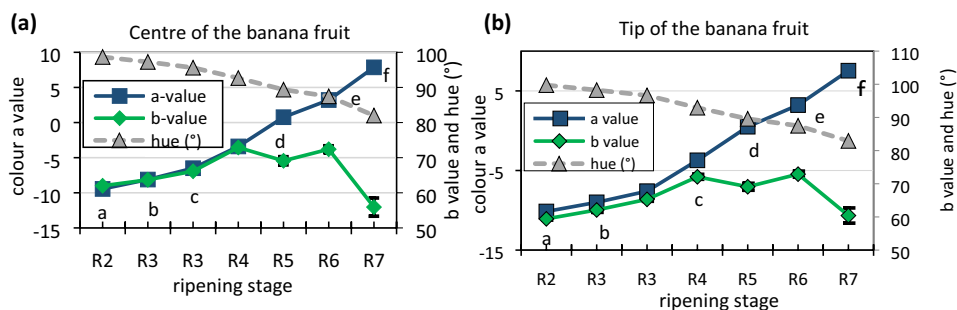 (a)
Centre of the banana fruit
10
5
0
-5
-10
-15
colour a value
100
90
80
70
60
50
b value and hue (°)
a-value
b-value
hue (°)
a
b
c
d
e
f
R2 R3 R3 R4 R5 R6 R7
ripening stage
(b)
Tip of the banana fruit
5
-5
-15
colour a value
110
100
90
80
70
60
50
b value and hue (°)
a value
b value
hue (°)
a
b
c
d
e
f
R2 R3 R3 R4 R5 R6 R7
ripening stage